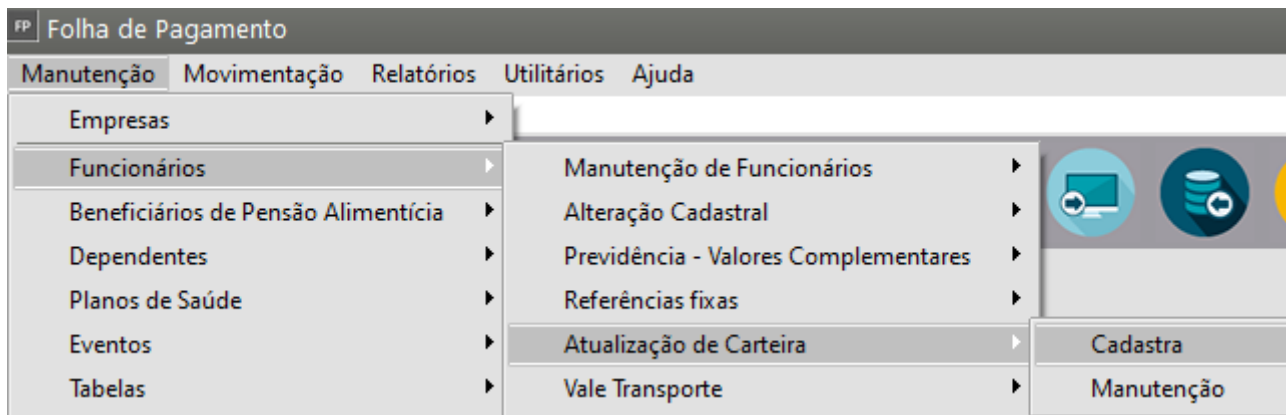 FP Folha de Pagamento
Manutenção Movimentação Relatórios Utilitários Ajuda
Empresas
Funcionários
Beneficiários de Pensão Alimentícia
Dependentes
Planos de Saúde
Eventos
Tabelas
Manutenção de Funcionários
Alteração Cadastral
Previdência - Valores Complementares
Referências fixas
Atualização de Carteira
Vale Transporte
Cadastra
Manutenção